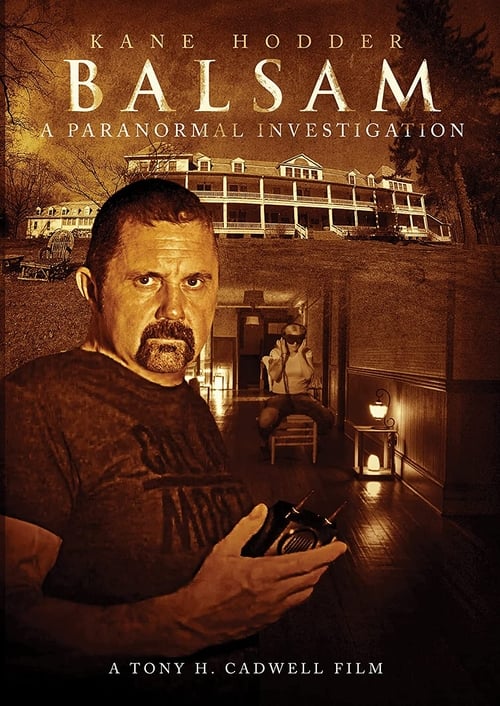 KANE HODDER
BALSAM
A PARANORMAL INVESTIGATION
A TONY H. CADWELL FILM